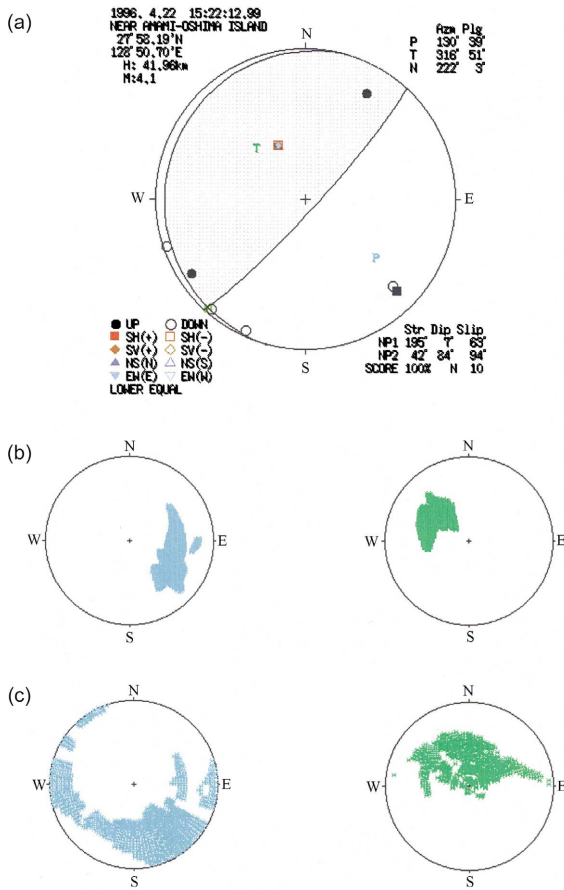 (a)
1996. 4.22 15:22:12.99
NEAR AMAMI-OSHIMA ISLAND
27°58.19'N
128°50.70'E
H: 41.96km
M:4.1
Azm Plg
P 130° 39°
T 316° 51°
N 222° 3°
N
T
W
E
P
S
UP DOWN
SH(+) SH(-)
SV(+) SV(-)
NS(N) NS(S)
EW(E) EW(W)
LOWER EQUAL
Str Dip Slip
NP1 195° 7° 63°
NP2 42° 84° 94°
SCORE 100% N 10
(b)
N
N
W
E
W
E
S
S
(c)
N
N
W
E
W
E
S
S